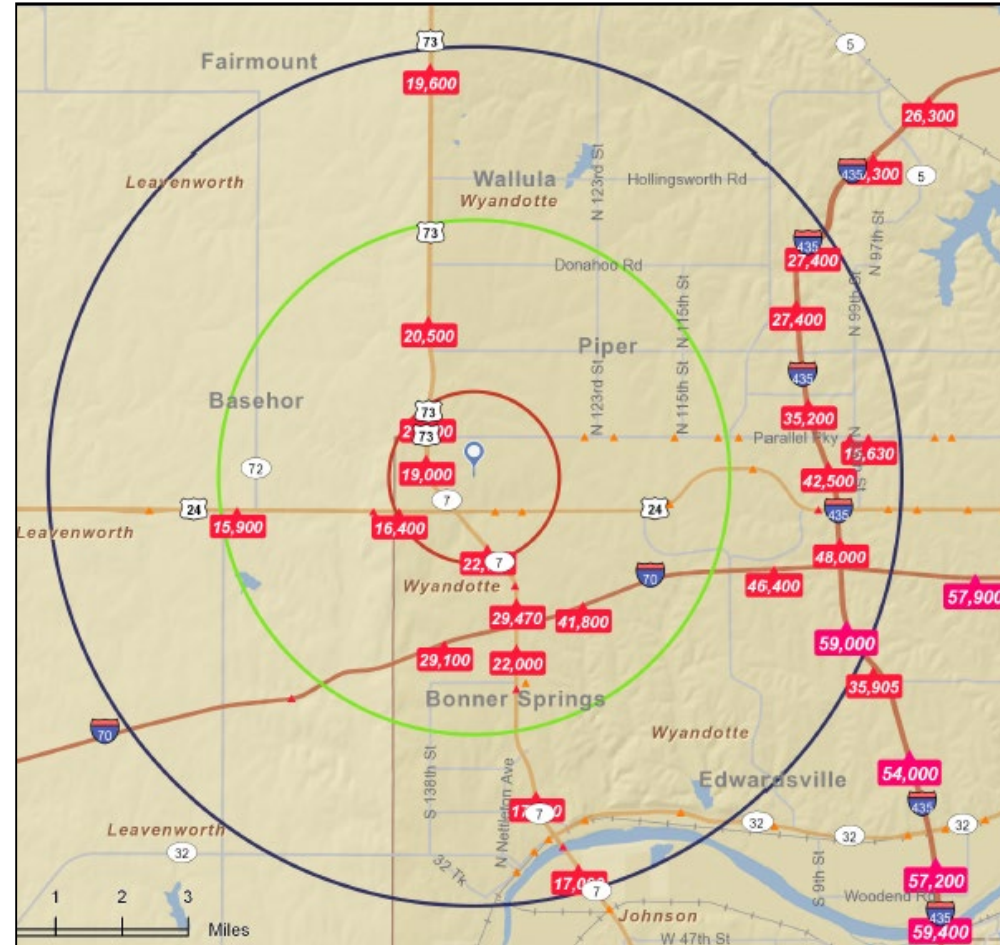 73
5
Fairmount
19,600
26,300
Leavenworth
Wallula
Hollingsworth Rd
435
5
Wyandotte
N 123rd St
73
435
N 97th St
27,400
Donahoo Rd
N 115th St
N 99th St
27,400
20,500
Piper
435
Basehor
N 123rd St
N 115th St
73
35,200
73
Parallel Pky
72
19,000
42,500
7
24
24
435
15,900
16,400
Leavenworth
48,000
7
70
46,400
Wyandotte
57,900
29,470
41,800
59,000
29,100
22,000
35,905
Bonner Springs
70
Wyandotte
54,000
S 138th St
N Nettleton Ave
Edwardsville
435
7
32
32
32
Leavenworth
32
32 Tk
S 9th St
57,200
7
Woodend Rd
1 2 3
Miles
Johnson
435
59,400
W 47th St